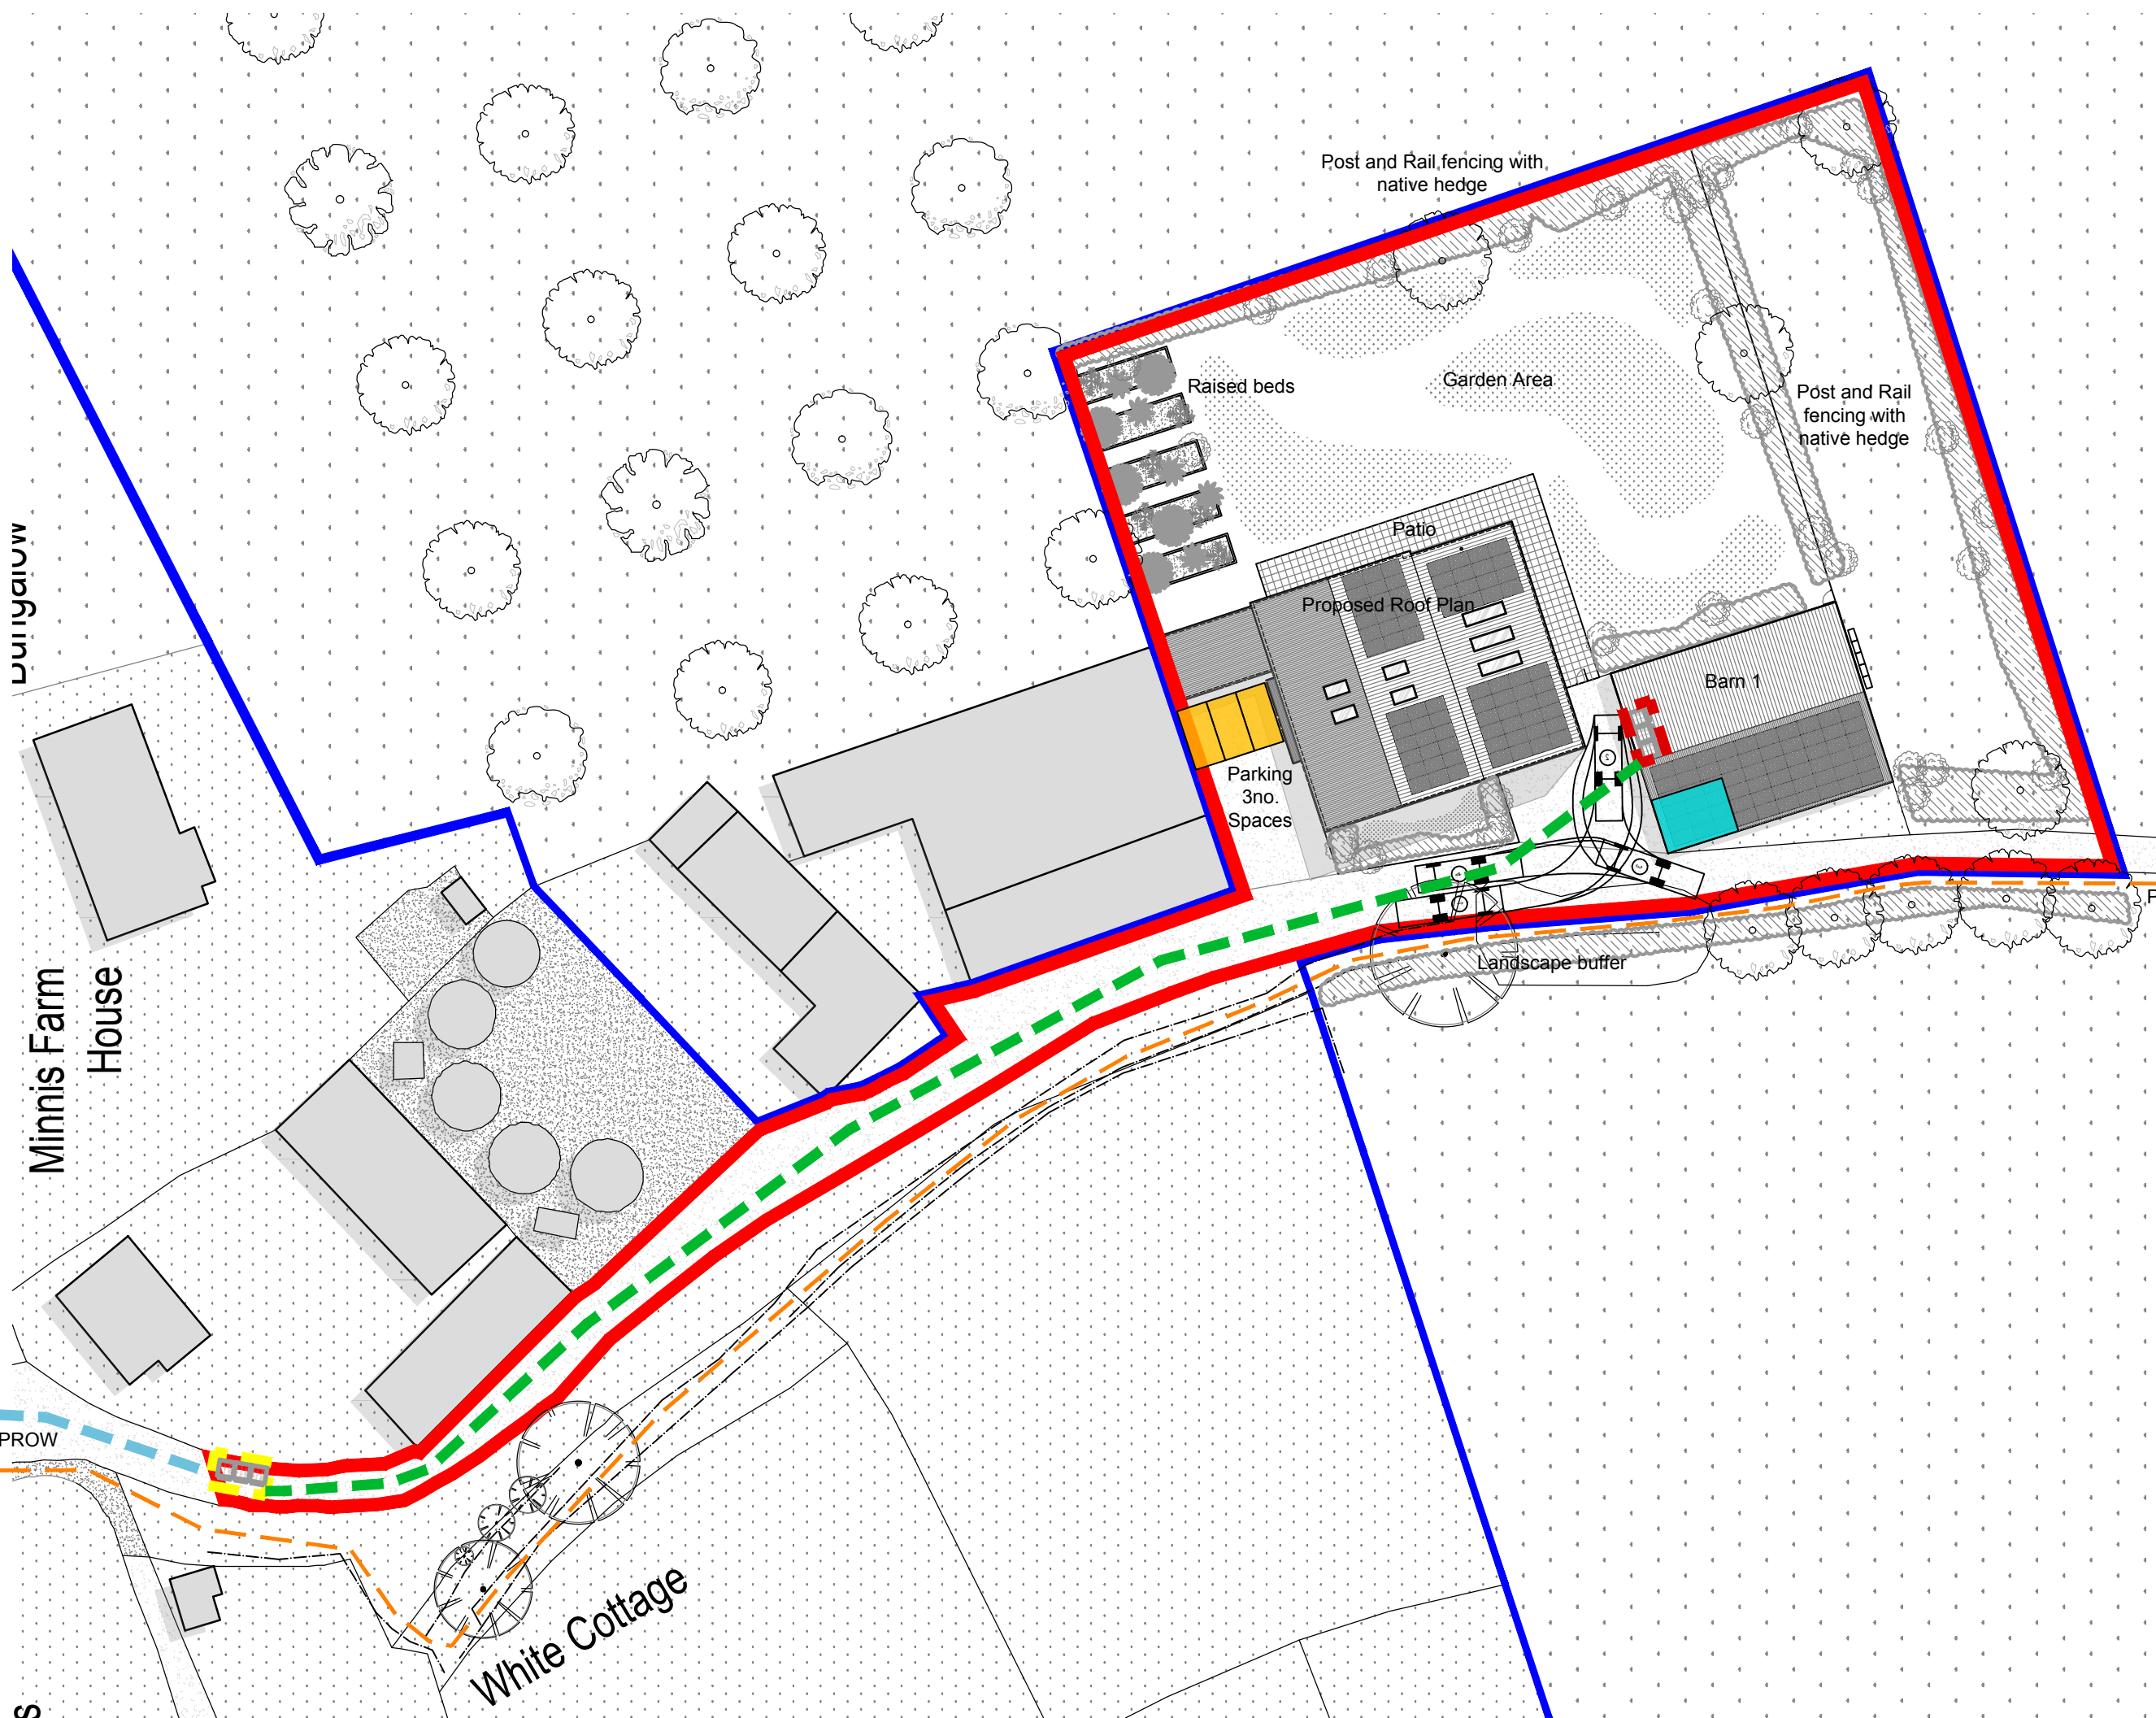 Post and Rail fencing with
native hedge
Raised beds
Garden Area
Post and Rail
fencing with
native hedge
Patio
Proposed Roof Plan
Barn 1
Parking
3no.
Spaces
Landscape buffer
Minnis Farm
House
PROW
White Cottage